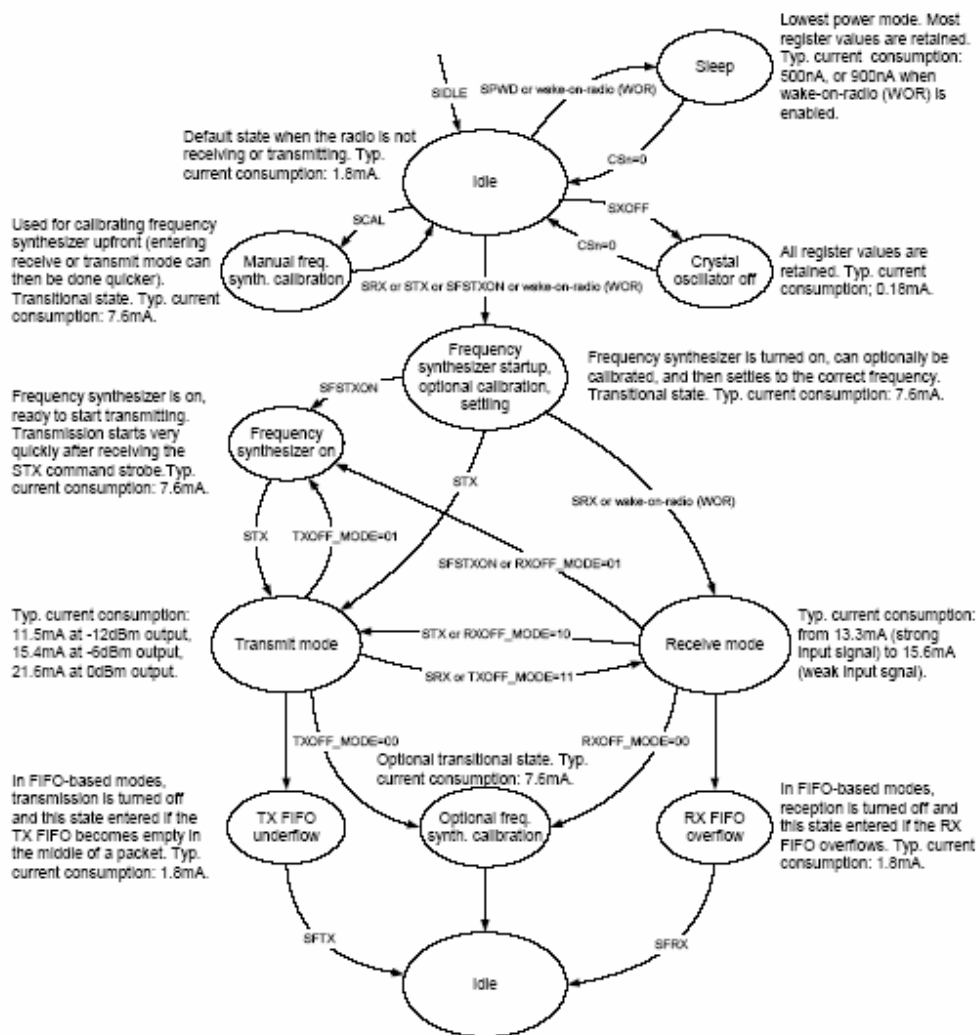 Lowest power mode. Most
register values are retained.
Typ. current consumption:
500nA, or 900nA when
wake-on-radio (WOR) is
enabled.
Sleep
SIDLE
SPWD or wake-on-radio (WOR)
Default state when the radio is not
receiving or transmitting. Typ.
current consumption: 1.8mA.
Idle
CSn=0
SXOFF
SCAL
CSn=0
Used for calibrating frequency
synthesizer upfront (entering
receive or transmit mode can
then be done quicker).
Transitional state. Typ. current
consumption: 7.6mA.
Manual freq.
synth. calibration
Crystal
oscillator off
All register values are
retained. Typ. current
consumption; 0.18mA.
SRX or STX or SFSTXON or wake-on-radio (WOR)
Frequency
synthesizer startup,
optional calibration,
settling
Frequency synthesizer is turned on, can optionally be
calibrated, and then settles to the correct frequency.
Transitional state. Typ. current consumption: 7.6mA.
SFSTXON
Frequency synthesizer is on,
ready to start transmitting.
Transmission starts very
quickly after receiving the
STX command strobe.Typ.
current consumption: 7.6mA.
Frequency
synthesizer on
STX
SRX or wake-on-radio (WOR)
STX
TXOFF_MODE=01
SFSTXON or RXOFF_MODE=01
Typ. current consumption:
11.5mA at -12dBm output,
15.4mA at -6dBm output,
21.6mA at 0dBm output.
Transmit mode
STX or RXOFF_MODE=10
SRX or TXOFF_MODE=11
Receive mode
Typ. current consumption:
from 13.3mA (strong
input signal) to 15.6mA
(weak input signal).
TXOFF_MODE=00
RXOFF_MODE=00
Optional transitional state. Typ.
current consumption: 7.6mA.
In FIFO-based modes,
transmission is turned off
and this state entered if the
TX FIFO becomes empty in
the middle of a packet. Typ.
current consumption: 1.8mA.
TX FIFO
underflow
Optional freq.
synth. calibration
RX FIFO
overflow
In FIFO-based modes,
reception is turned off and
this state entered if the RX
FIFO overflows. Typ. current
consumption: 1.8mA.
SFTX
SFRX
Idle